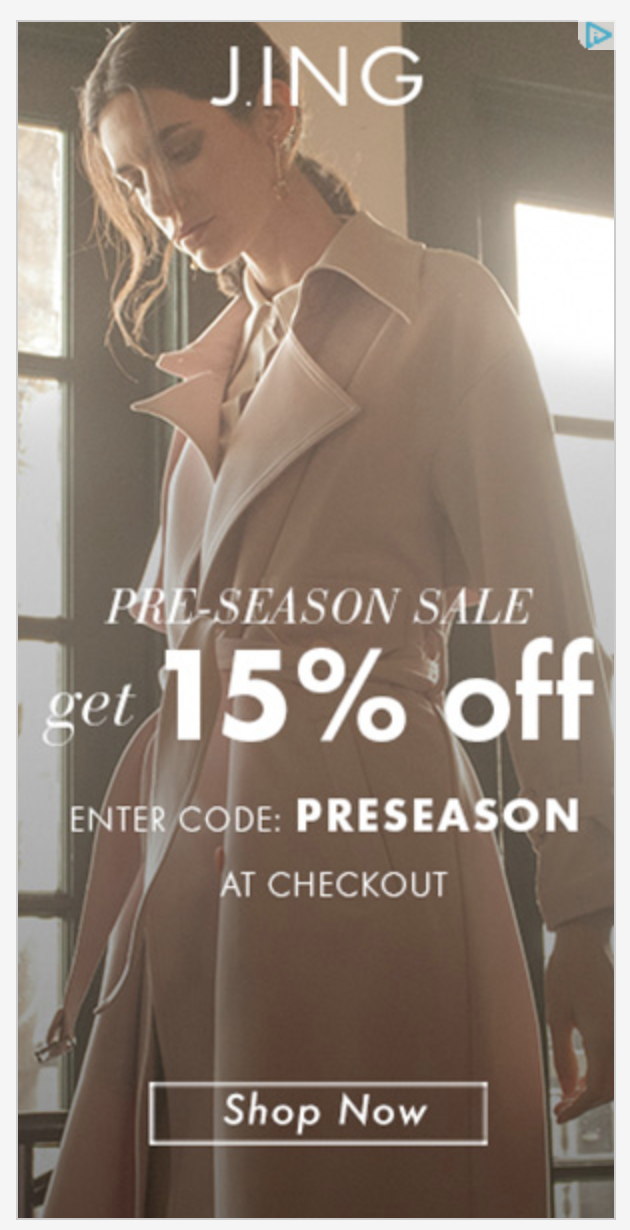 J.ING
PRE-SEASON SALE
get 15% off
ENTER CODE: PRESEASON
AT CHECKOUT
Shop Now